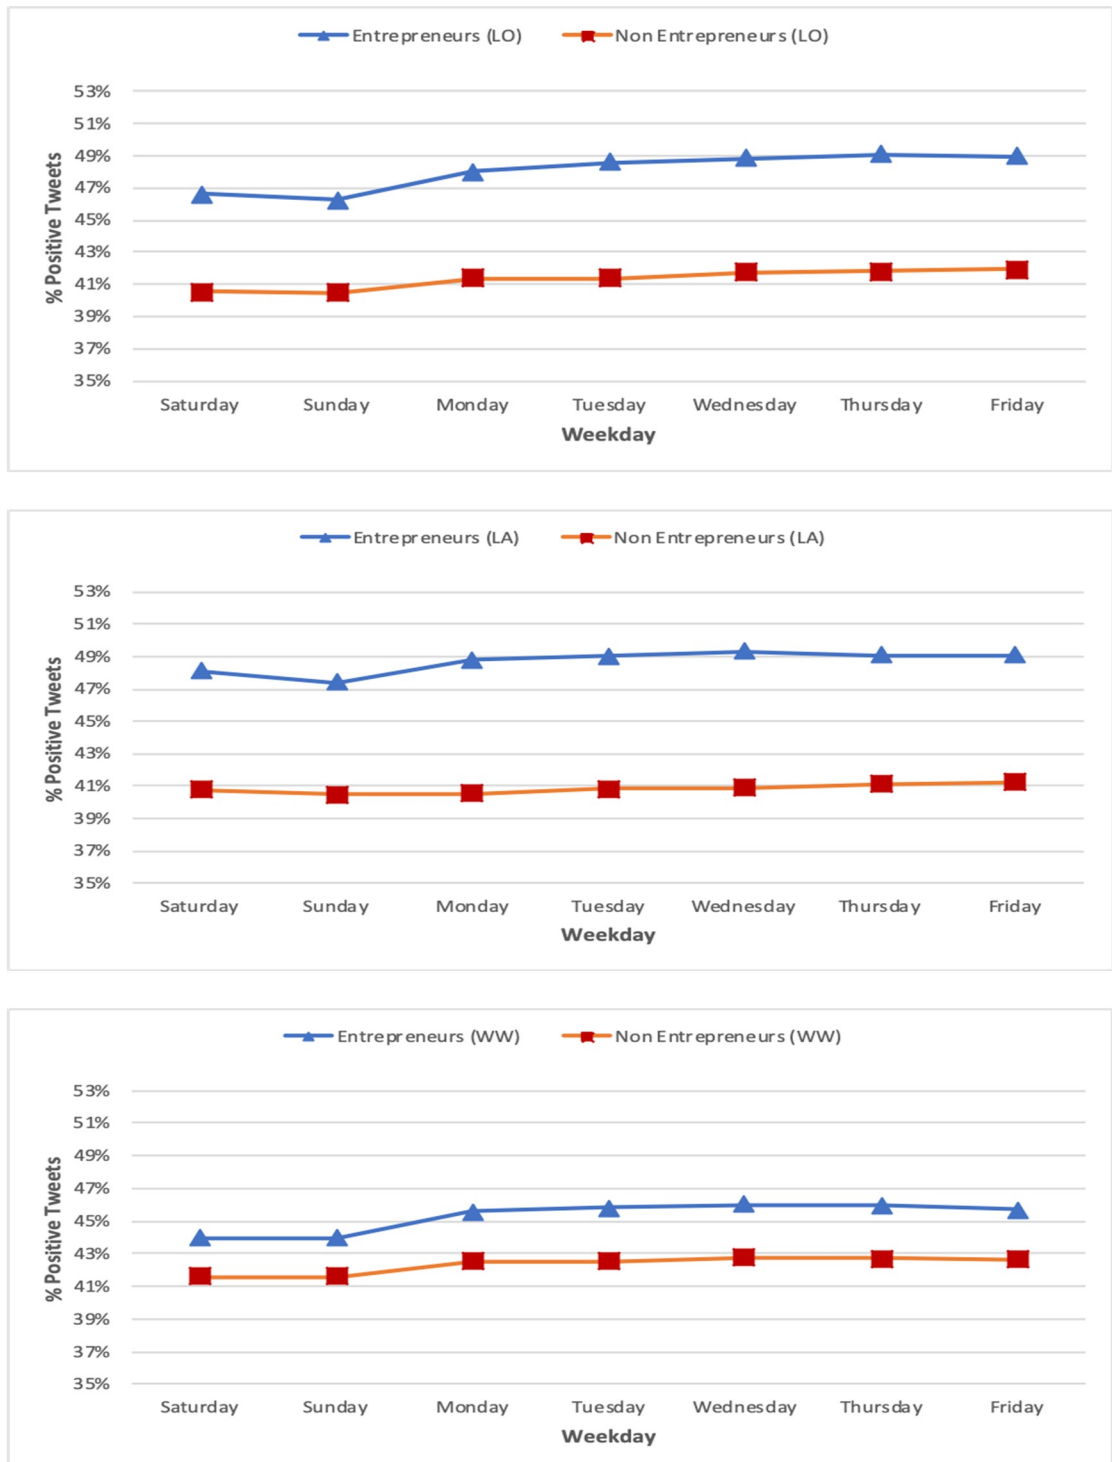 Entrepreneurs (LO) Non Entrepreneurs (LO)
53%
51%
49%
47%
45%
43%
41%
39%
37%
35%
% Positive Tweets
Saturday Sunday Monday Tuesday Wednesday Thursday Friday
Weekday
Entrepreneurs (LA) Non Entrepreneurs (LA)
53%
51%
49%
47%
45%
43%
41%
39%
37%
35%
% Positive Tweets
Saturday Sunday Monday Tuesday Wednesday Thursday Friday
Weekday
Entrepreneurs (WW) Non Entrepreneurs (WW)
53%
51%
49%
47%
45%
43%
41%
39%
37%
35%
% Positive Tweets
Saturday Sunday Monday Tuesday Wednesday Thursday Friday
Weekday